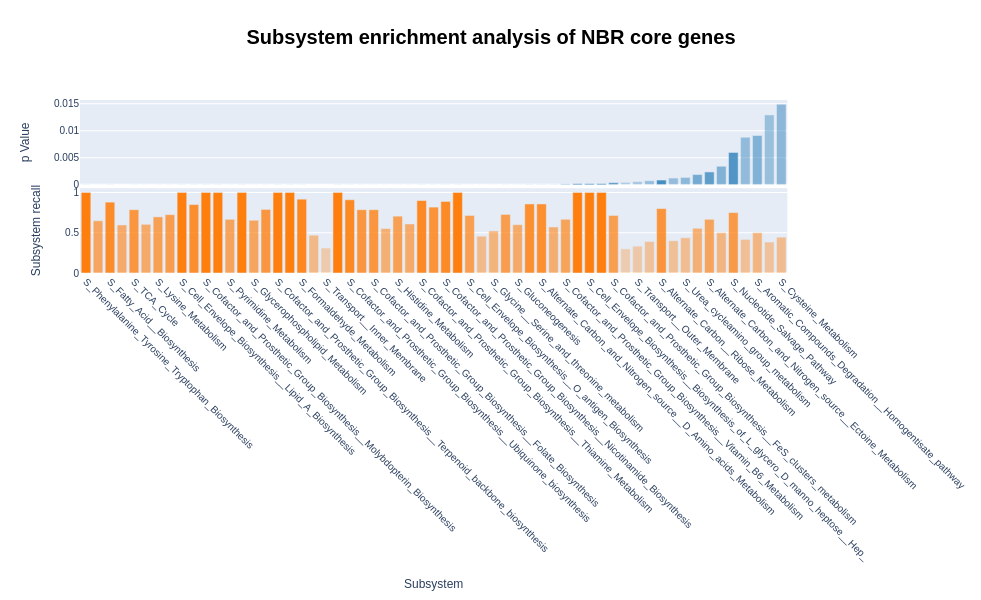 Subsystem enrichment analysis of NBR core genes
p Value
0.015
0.01
0.005
0
Subsystem recall
1
0.5
0
S_Phenylalanine_Tyrosine_Tryptophan_Biosynthesis
S_Fatty_Acid__Biosynthesis
S_TCA_Cycle
S_Lysine_Metabolism
S_Cell_Envelope_Biosynthesis__Lipid_A_Biosynthesis
S_Cofactor_and_Prosthetic_Group_Biosynthesis__Molybdopterin_Biosynthesis
S_Pyrimidine_Metabolism
S_Glycerophospholipid_Metabolism
S_Cofactor_and_Prosthetic_Group_Biosynthesis__Terpenoid_backbone_biosynthesis
S_Formaldehyde_Metabolism
S_Transport__Inner_Membrane
S_Cofactor_and_Prosthetic_Group_Biosynthesis__Ubiquinone_biosynthesis
S_Cofactor_and_Prosthetic_Group_Biosynthesis__Folate_Biosynthesis
S_Histidine_Metabolism
S_Cofactor_and_Prosthetic_Group_Biosynthesis__Thiamine_Metabolism
S_Cofactor_and_Prosthetic_Group_Biosynthesis__Nicotinamide_Biosynthesis
S_Cell_Envelope_Biosynthesis__O_antigen_Biosynthesis
S_Glycine__Serine_and_threonine_metabolism
S_Gluconeogenesis
S_Alternate_Carbon_and_Nitrogen_source__D_Amino_acids_Metabolism
S_Cofactor_and_Prosthetic_Group_Biosynthesis__Vitamin_B6_Metabolism
S_Cell_Envelope_Biosynthesis__Biosynthesis_of_L_glycero_D_manno_heptose__Hep_
S_Cofactor_and_Prosthetic_Group_Biosynthesis__FeS_clusters_metabolism
S_Transport__Outer_Membrane
S_Alternate_Carbon__Ribose_Metabolism
S_Urea_cycleamino_group_metabolism
S_Alternate_Carbon_and_Nitrogen_source__Ectoine_Metabolism
S_Nucleotide_Salvage_Pathway
S_Aromatic_Compounds_Degradation__Homogentisate_pathway
S_Cysteine_Metabolism
Subsystem